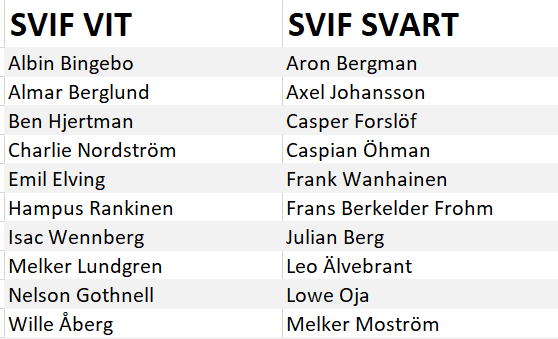 SVIF VIT SVIF SVART
Albin Bingebo Aron Bergman
Almar Berglund Axel Johansson
Ben Hjertman Casper Forslöf
Charlie Nordström Caspian Öhman
Emil Elving Frank Wanhainen
Hampus Rankinen Frans Berkelder Frohm
Isac Wennberg Julian Berg
Melker Lundgren Leo Älvebrant
Nelson Gothnell Lowe Oja
Wille Åberg Melker Moström